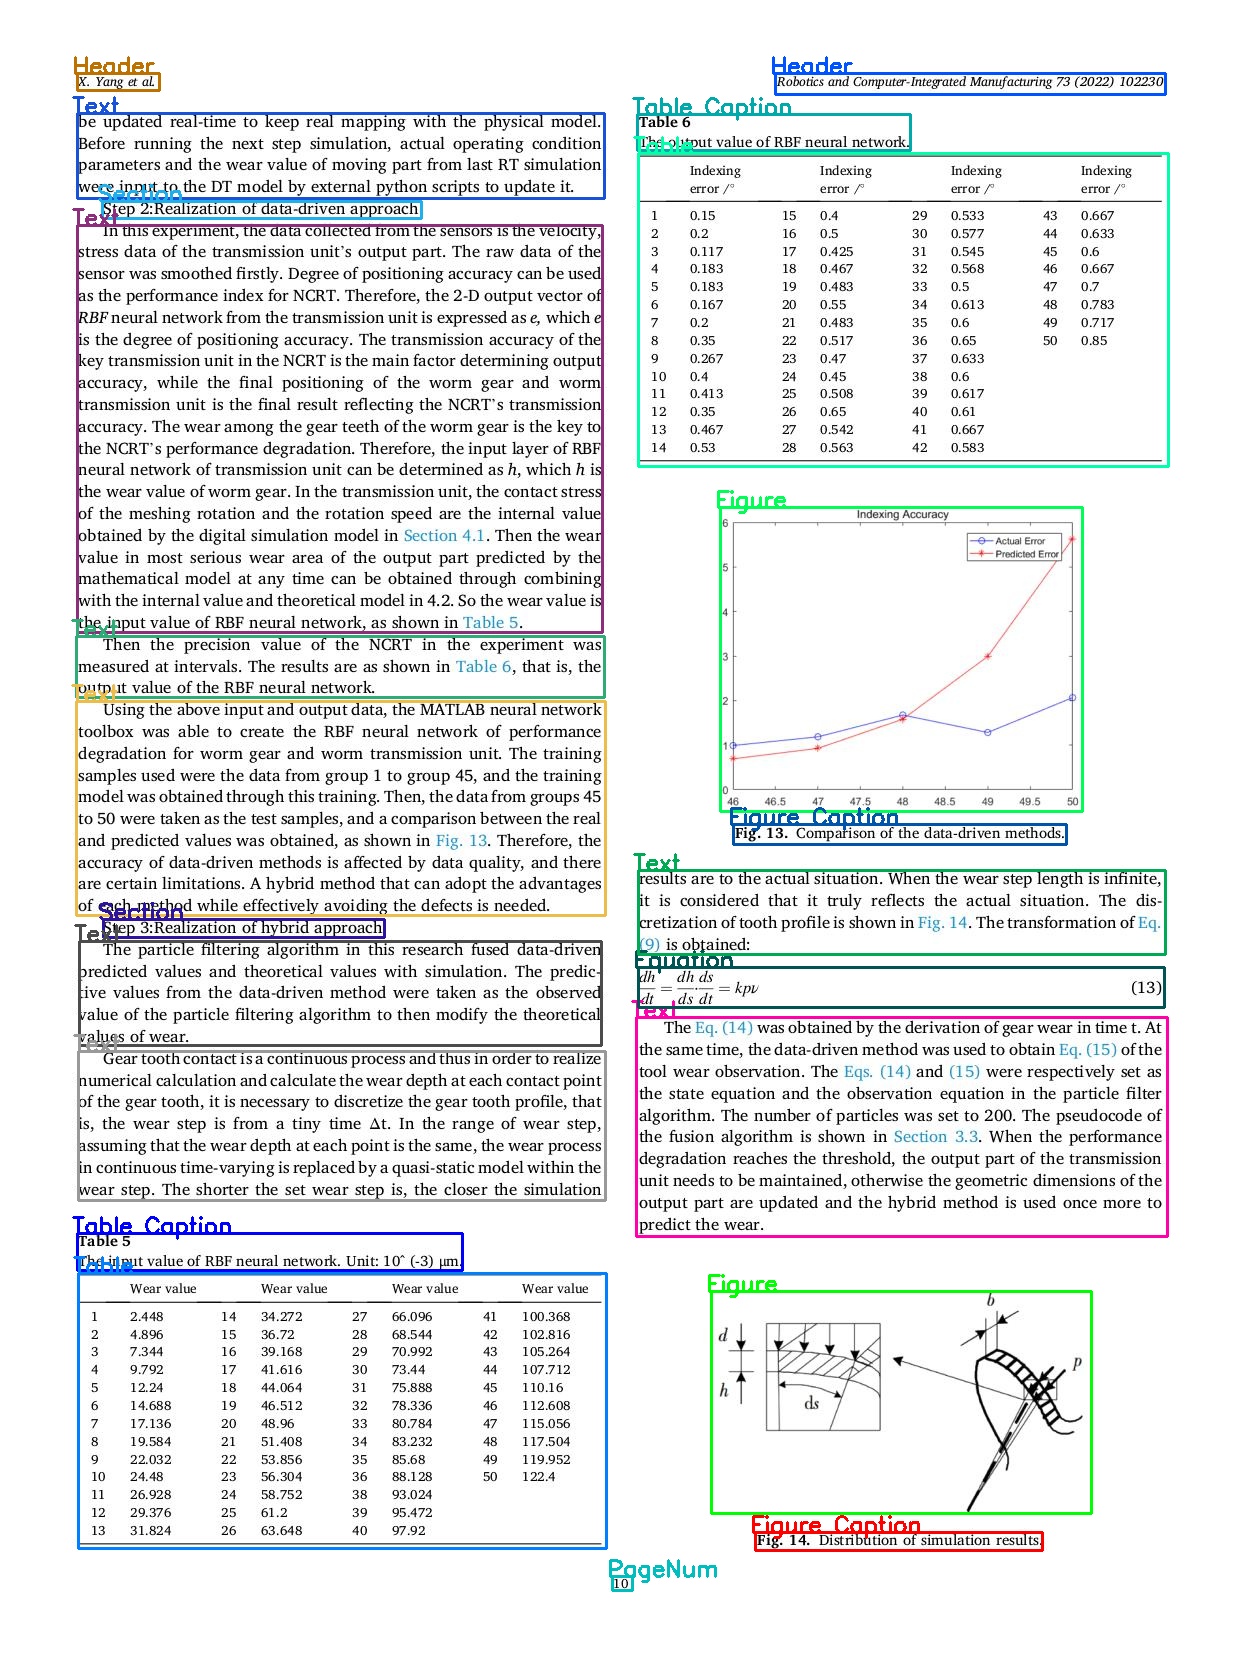 Header
X. Yang et al.
Header
Robotics and Computer-Integrated Manufacturing 73 (2022) 102230
Text
be updated real-time to keep real mapping with the physical model.
Before running the next step simulation, actual operating condition
parameters and the wear value of moving part from last RT simulation
were input to the DT model by external python scripts to update it.
Section
Step 2:Realization of data-driven approach
Text
In this experiment, the data collected from the sensors is the velocity,
stress data of the transmission unit's output part. The raw data of the
sensor was smoothed firstly. Degree of positioning accuracy can be used
as the performance index for NCRT. Therefore, the 2-D output vector of
RBF neural network from the transmission unit is expressed as e, which e
is the degree of positioning accuracy. The transmission accuracy of the
key transmission unit in the NCRT is the main factor determining output
accuracy, while the final positioning of the worm gear and worm
transmission unit is the final result reflecting the NCRT's transmission
accuracy. The wear among the gear teeth of the worm gear is the key to
the NCRT's performance degradation. Therefore, the input layer of RBF
neural network of transmission unit can be determined as h, which h is
the wear value of worm gear. In the transmission unit, the contact stress
of the meshing rotation and the rotation speed are the internal value
obtained by the digital simulation model in Section 4.1. Then the wear
value in most serious wear area of the output part predicted by the
mathematical model at any time can be obtained through combining
with the internal value and theoretical model in 4.2. So the wear value is
the input value of RBF neural network, as shown in Table 5.
Text
Then the precision value of the NCRT in the experiment was
measured at intervals. The results are as shown in Table 6, that is, the
output value of the RBF neural network.
Text
Using the above input and output data, the MATLAB neural network
toolbox was able to create the RBF neural network of performance
degradation for worm gear and worm transmission unit. The training
samples used were the data from group 1 to group 45, and the training
model was obtained through this training. Then, the data from groups 45
to 50 were taken as the test samples, and a comparison between the real
and predicted values was obtained, as shown in Fig. 13. Therefore, the
accuracy of data-driven methods is affected by data quality, and there
are certain limitations. A hybrid method that can adopt the advantages
of each method while effectively avoiding the defects is needed.
Section
Step 3:Realization of hybrid approach
Text
The particle filtering algorithm in this research fused data-driven
predicted values and theoretical values with simulation. The predic-
tive values from the data-driven method were taken as the observed
value of the particle filtering algorithm to then modify the theoretical
values of wear.
Text
Gear tooth contact is a continuous process and thus in order to realize
numerical calculation and calculate the wear depth at each contact point
of the gear tooth, it is necessary to discretize the gear tooth profile, that
is, the wear step is from a tiny time Δt. In the range of wear step,
assuming that the wear depth at each point is the same, the wear process
in continuous time-varying is replaced by a quasi-static model within the
wear step. The shorter the set wear step is, the closer the simulation
Table Caption
Table 5
The input value of RBF neural network. Unit: 10ˆ (-3) μm.
Table
Wear value Wear value Wear value Wear value
1 2.448 14 34.272 27 66.096 41 100.368
2 4.896 15 36.72 28 68.544 42 102.816
3 7.344 16 39.168 29 70.992 43 105.264
4 9.792 17 41.616 30 73.44 44 107.712
5 12.24 18 44.064 31 75.888 45 110.16
6 14.688 19 46.512 32 78.336 46 112.608
7 17.136 20 48.96 33 80.784 47 115.056
8 19.584 21 51.408 34 83.232 48 117.504
9 22.032 22 53.856 35 85.68 49 119.952
10 24.48 23 56.304 36 88.128 50 122.4
11 26.928 24 58.752 38 93.024
12 29.376 25 61.2 39 95.472
13 31.824 26 63.648 40 97.92
Table Caption
Table 6
The output value of RBF neural network.
Table
Indexing Indexing Indexing Indexing
error /° error /° error /° error /°
1 0.15 15 0.4 29 0.533 43 0.667
2 0.2 16 0.5 30 0.577 44 0.633
3 0.117 17 0.425 31 0.545 45 0.6
4 0.183 18 0.467 32 0.568 46 0.667
5 0.183 19 0.483 33 0.5 47 0.7
6 0.167 20 0.55 34 0.613 48 0.783
7 0.2 21 0.483 35 0.6 49 0.717
8 0.35 22 0.517 36 0.65 50 0.85
9 0.267 23 0.47 37 0.633
10 0.4 24 0.45 38 0.6
11 0.413 25 0.508 39 0.617
12 0.35 26 0.65 40 0.61
13 0.467 27 0.542 41 0.667
14 0.53 28 0.563 42 0.583
Figure
Indexing Accuracy
Actual Error
Predicted Error
6
5
4
3
2
1
0
46 46.5 47 47.5 48 48.5 49 49.5 50
Figure Caption
Fig. 13. Comparison of the data-driven methods.
Text
results are to the actual situation. When the wear step length is infinite,
it is considered that it truly reflects the actual situation. The dis-
cretization of tooth profile is shown in Fig. 14. The transformation of Eq.
(9) is obtained:
Equation
dh/dt = dh/ds · ds/dt = kpν (13)
Text
The Eq. (14) was obtained by the derivation of gear wear in time t. At
the same time, the data-driven method was used to obtain Eq. (15) of the
tool wear observation. The Eqs. (14) and (15) were respectively set as
the state equation and the observation equation in the particle filter
algorithm. The number of particles was set to 200. The pseudocode of
the fusion algorithm is shown in Section 3.3. When the performance
degradation reaches the threshold, the output part of the transmission
unit needs to be maintained, otherwise the geometric dimensions of the
output part are updated and the hybrid method is used once more to
predict the wear.
Figure
b
d
p
h
ds
Figure Caption
Fig. 14. Distribution of simulation results.
PageNum
10